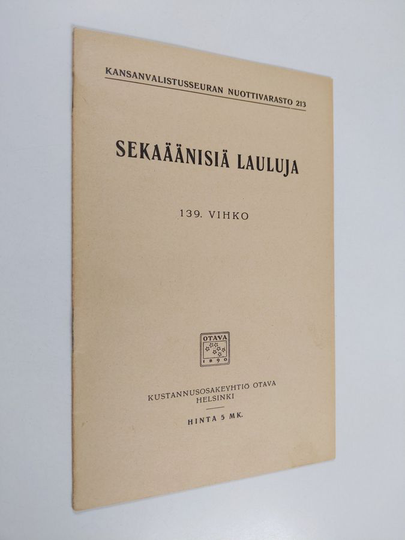 KANSANVALISTUSSEURAN NUOTTIVARASTO 213
SEKAÄÄNISIÄ LAULUJA
139. VIHKO
OTAVA
1890
KUSTANNUSOSAKEYHTIÖ OTAVA
HELSINKI
HINTA 5 MK.